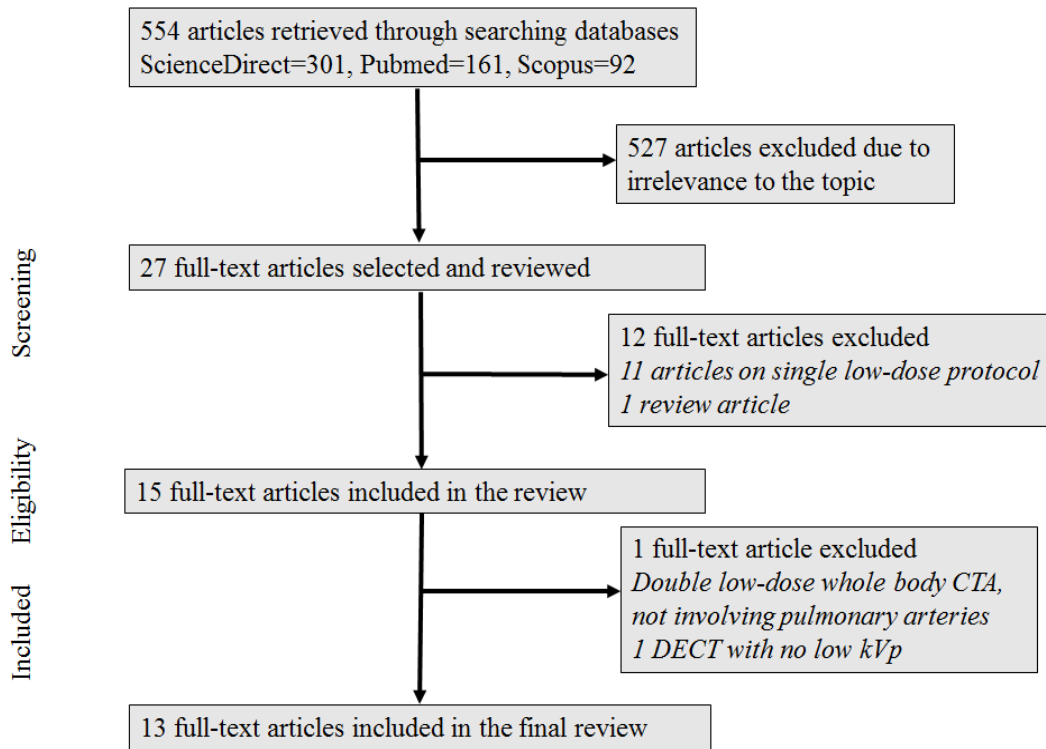 554 articles retrieved through searching databases
ScienceDirect=301, Pubmed=161, Scopus=92
527 articles excluded due to
irrelevance to the topic
Screening
27 full-text articles selected and reviewed
12 full-text articles excluded
11 articles on single low-dose protocol
1 review article
Eligibility
15 full-text articles included in the review
1 full-text article excluded
Double low-dose whole body CTA,
not involving pulmonary arteries
1 DECT with no low kVp
Included
13 full-text articles included in the final review